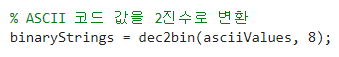 % ASCII 코드 값을 2진수로 변환
binaryStrings = dec2bin(asciiValues, 8);